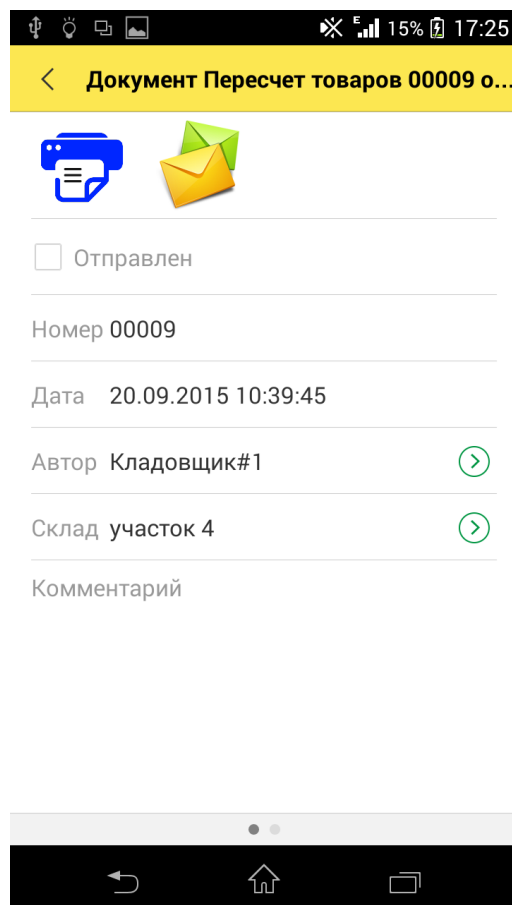 E 15% 17:25
Документ Пересчет товаров 00009 о...
Отправлен
Номер 00009
Дата 20.09.2015 10:39:45
Автор Кладовщик#1
Склад участок 4
Комментарий